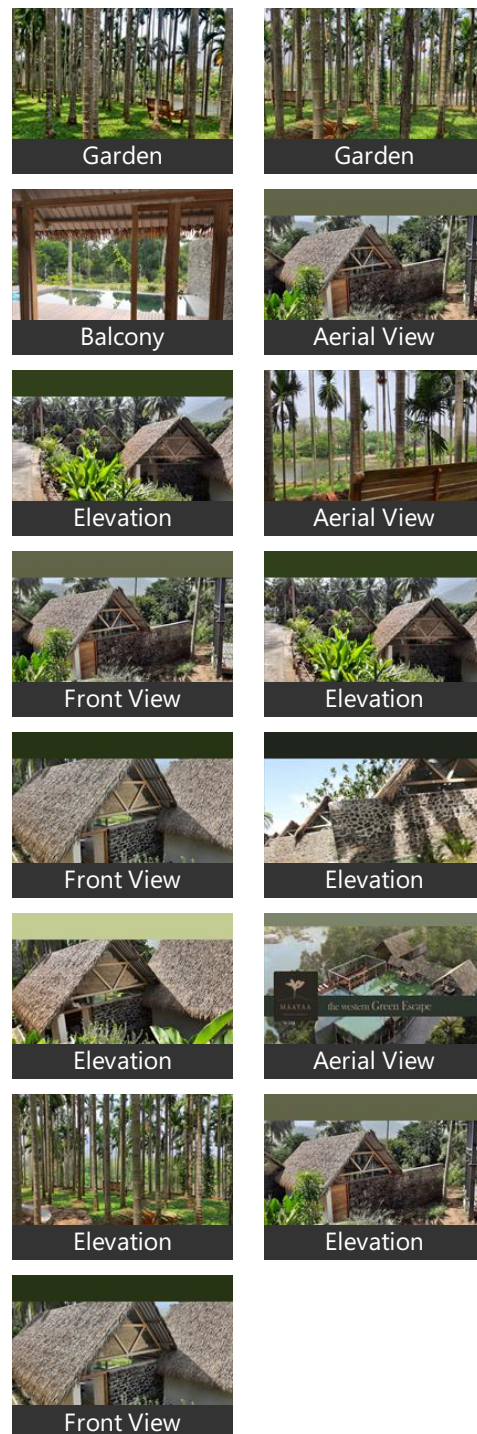 Garden
Garden
Balcony
Aerial View
Elevation
Aerial View
Front View
Elevation
Front View
Elevation
Elevation
MAAYAA
the western Green Escape
Aerial View
Elevation
Elevation
Front View